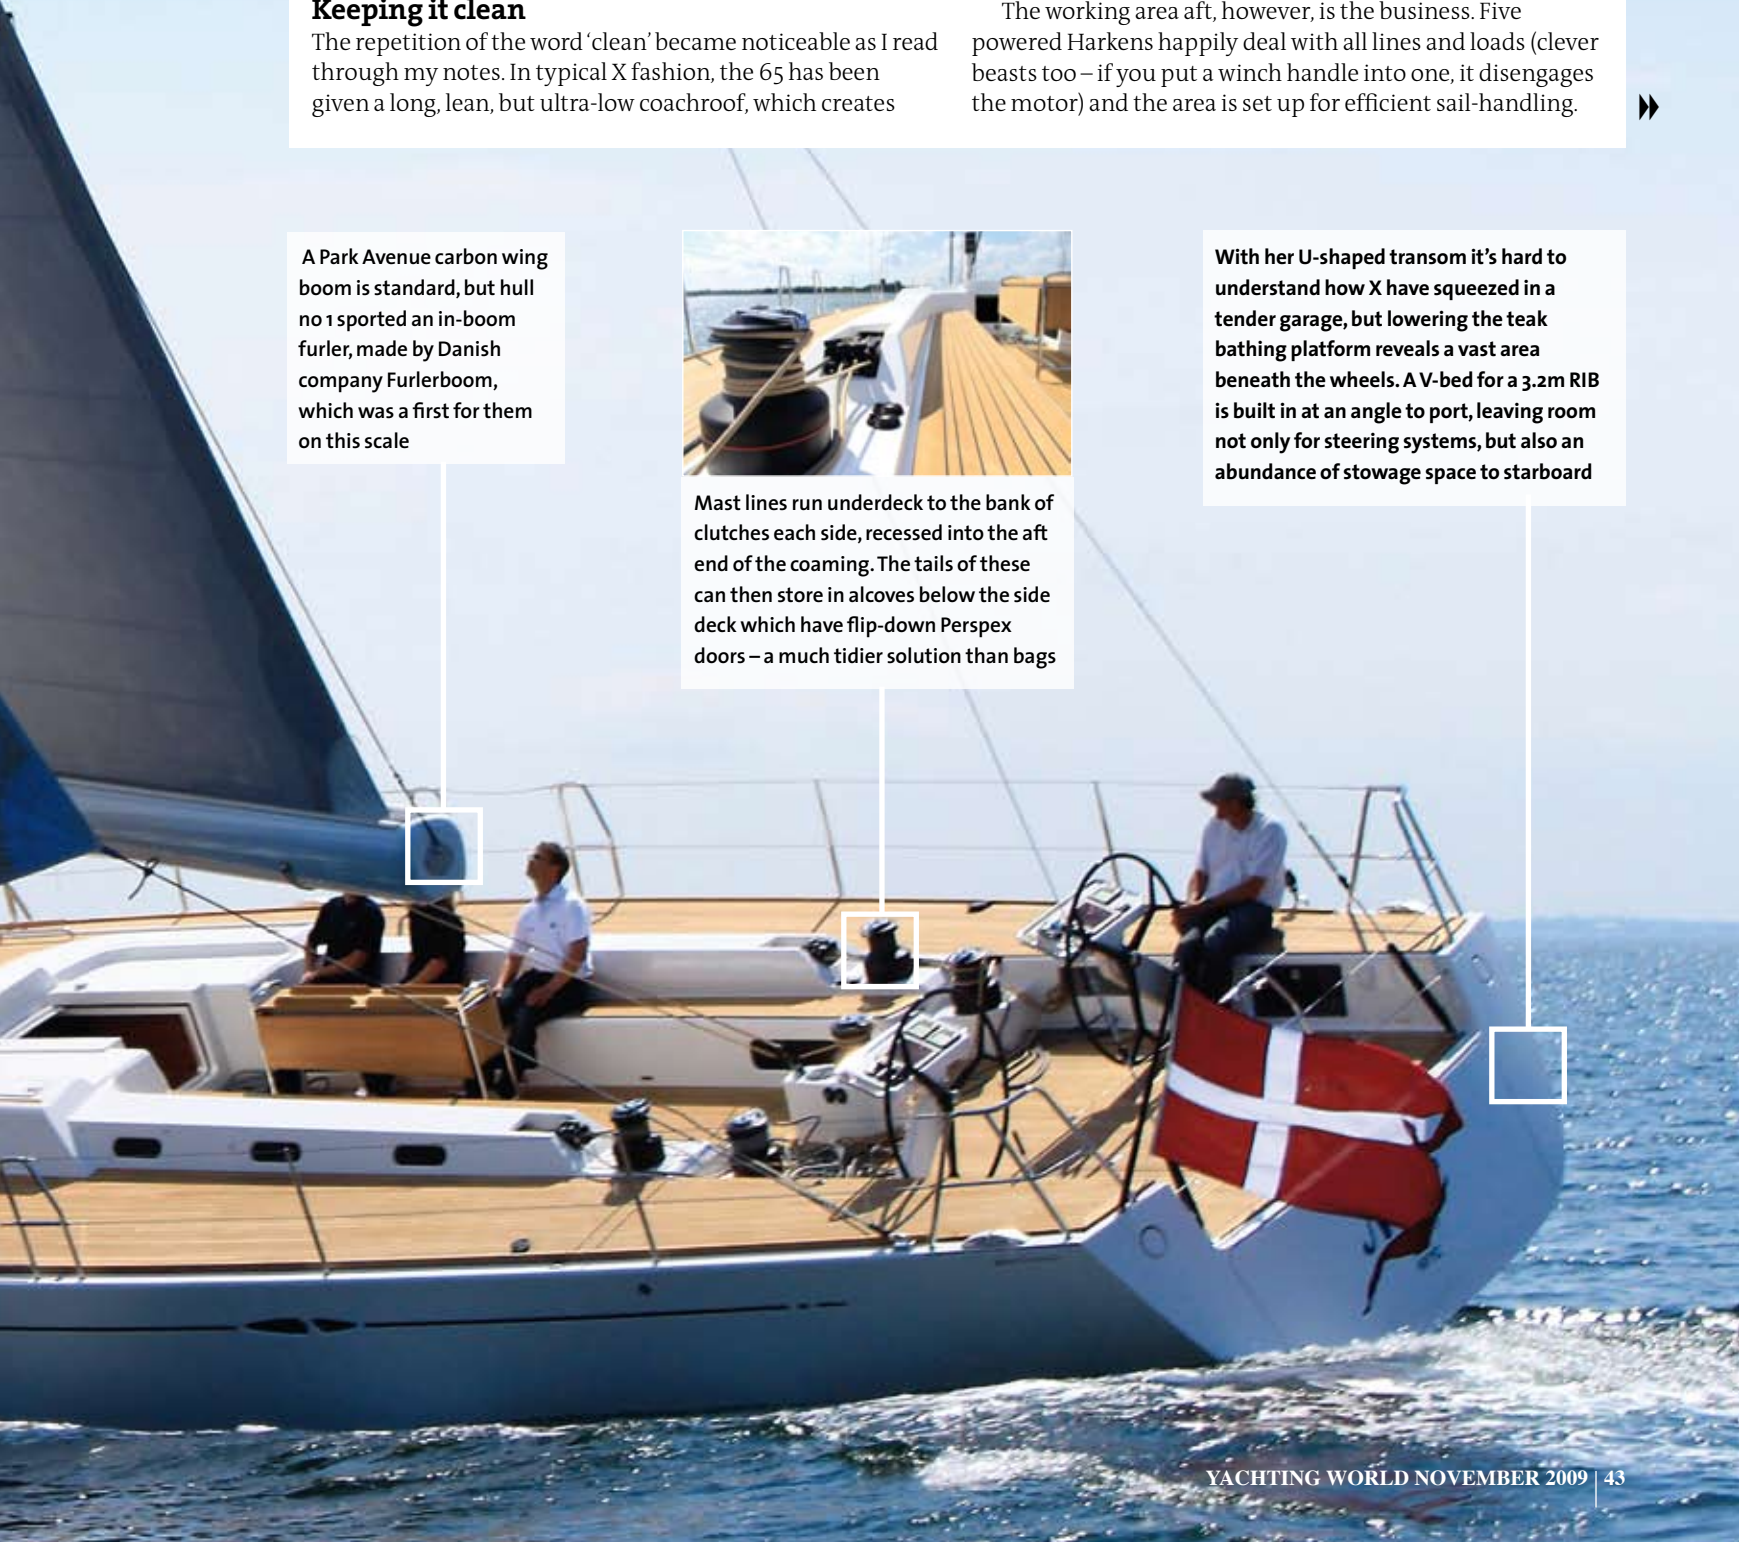 Keeping it clean
The repetition of the word ‘clean’ became noticeable as I read
through my notes. In typical X fashion, the 65 has been
given a long, lean, but ultra-low coachroof, which creates
The working area aft, however, is the business. Five
powered Harkens happily deal with all lines and loads (clever
beasts too – if you put a winch handle into one, it disengages
the motor) and the area is set up for efficient sail-handling.
A Park Avenue carbon wing
boom is standard, but hull
no 1 sported an in-boom
furler, made by Danish
company Furlerboom,
which was a first for them
on this scale
Mast lines run underdeck to the bank of
clutches each side, recessed into the aft
end of the coaming. The tails of these
can then store in alcoves below the side
deck which have flip-down Perspex
doors – a much tidier solution than bags
With her U-shaped transom it’s hard to
understand how X have squeezed in a
tender garage, but lowering the teak
bathing platform reveals a vast area
beneath the wheels. A V-bed for a 3.2m RIB
is built in at an angle to port, leaving room
not only for steering systems, but also an
abundance of stowage space to starboard
YACHTING WORLD NOVEMBER 2009 | 43